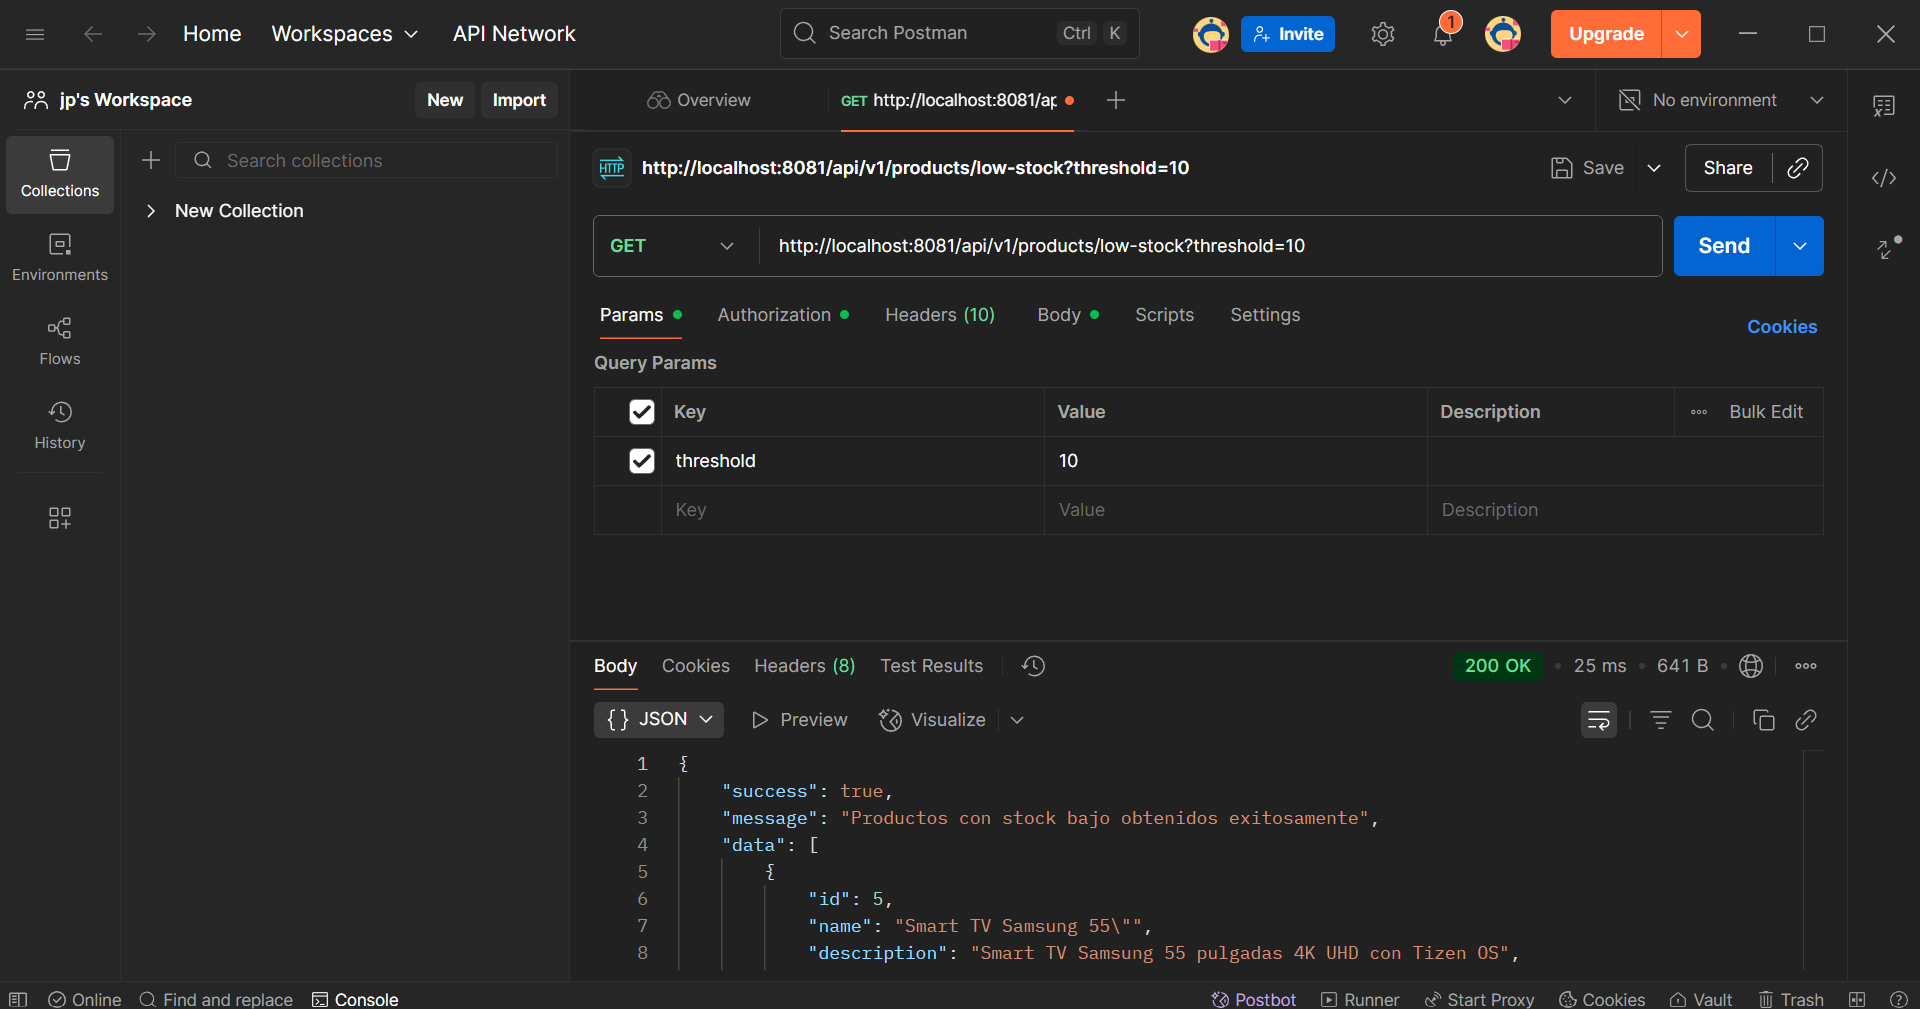 Home
Workspaces
API Network
Search Postman
Ctrl K
Invite
1
Upgrade
jp's Workspace
New
Import
Overview
GET http://localhost:8081/ap
No environment
Collections
Search collections
New Collection
Environments
Flows
History
HTTP http://localhost:8081/api/v1/products/low-stock?threshold=10
Save
Share
GET
http://localhost:8081/api/v1/products/low-stock?threshold=10
Send
Params
Authorization
Headers (10)
Body
Scripts
Settings
Cookies
Query Params
Key
Value
Description
Bulk Edit
threshold
10
Key
Value
Description
Body
Cookies
Headers (8)
Test Results
200 OK
25 ms
641 B
{} JSON
Preview
Visualize
1 {
2 "success": true,
3 "message": "Productos con stock bajo obtenidos exitosamente",
4 "data": [
5 {
6 "id": 5,
7 "name": "Smart TV Samsung 55\"",
8 "description": "Smart TV Samsung 55 pulgadas 4K UHD con Tizen OS",
Online
Find and replace
Console
Postbot
Runner
Start Proxy
Cookies
Vault
Trash